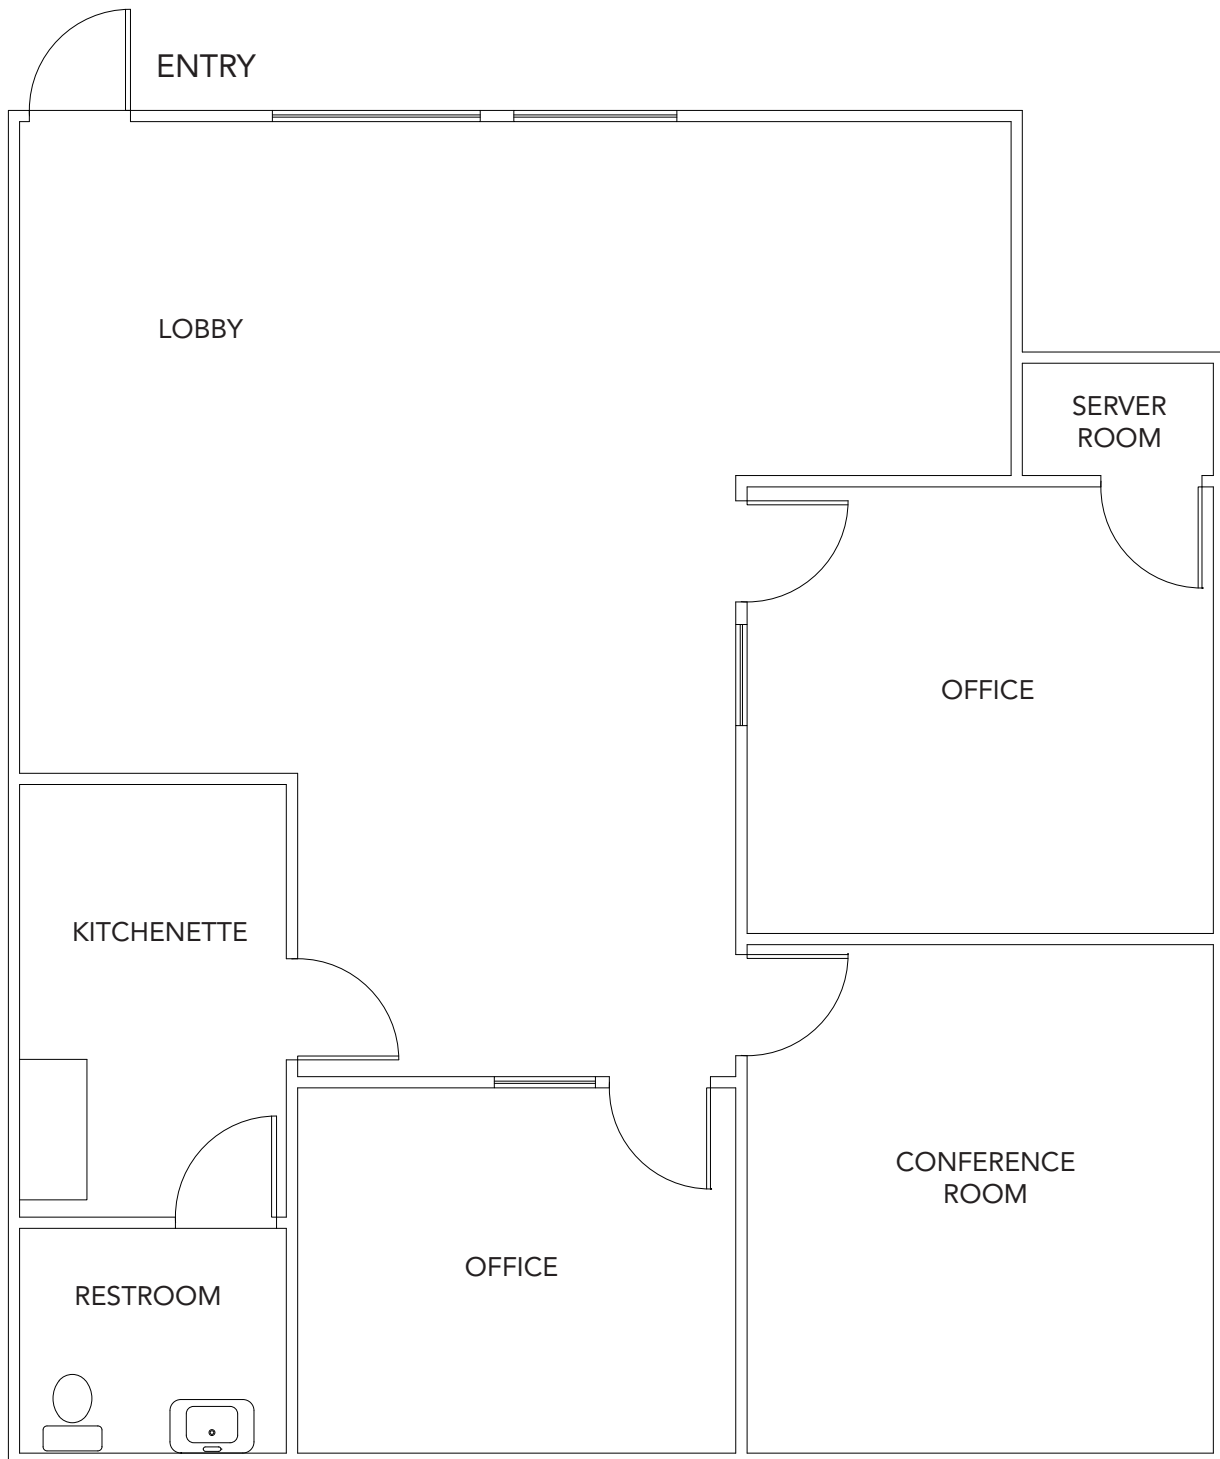 ENTRY
LOBBY
SERVER
ROOM
OFFICE
KITCHENETTE
CONFERENCE
ROOM
OFFICE
RESTROOM